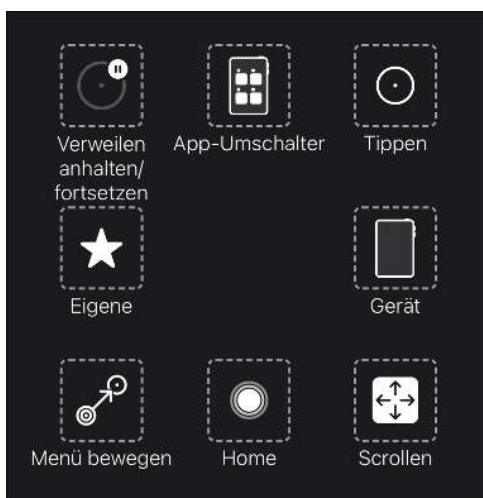 Verweilen
anhalten/
fortsetzen
App-Umschalter
Tippen
Eigene
Gerät
Menü bewegen
Home
Scrollen